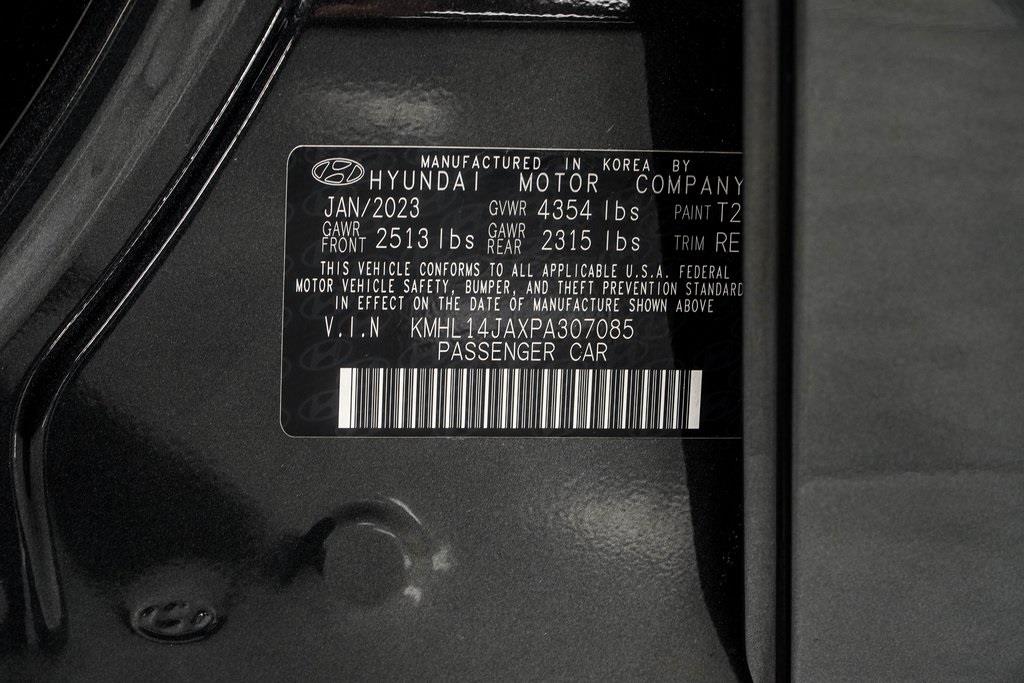 MANUFACTURED IN KOREA BY
HYUNDAI MOTOR COMPANY
JAN/2023 GVWR 4354 lbs PAINT T2
GAWR FRONT 2513 lbs GAWR REAR 2315 lbs TRIM RE
THIS VEHICLE CONFORMS TO ALL APPLICABLE U.S.A. FEDERAL
MOTOR VEHICLE SAFETY, BUMPER, AND THEFT PREVENTION STANDARD
IN EFFECT ON THE DATE OF MANUFACTURE SHOWN ABOVE
V.I.N KMHL14JAXPA307085
PASSENGER CAR